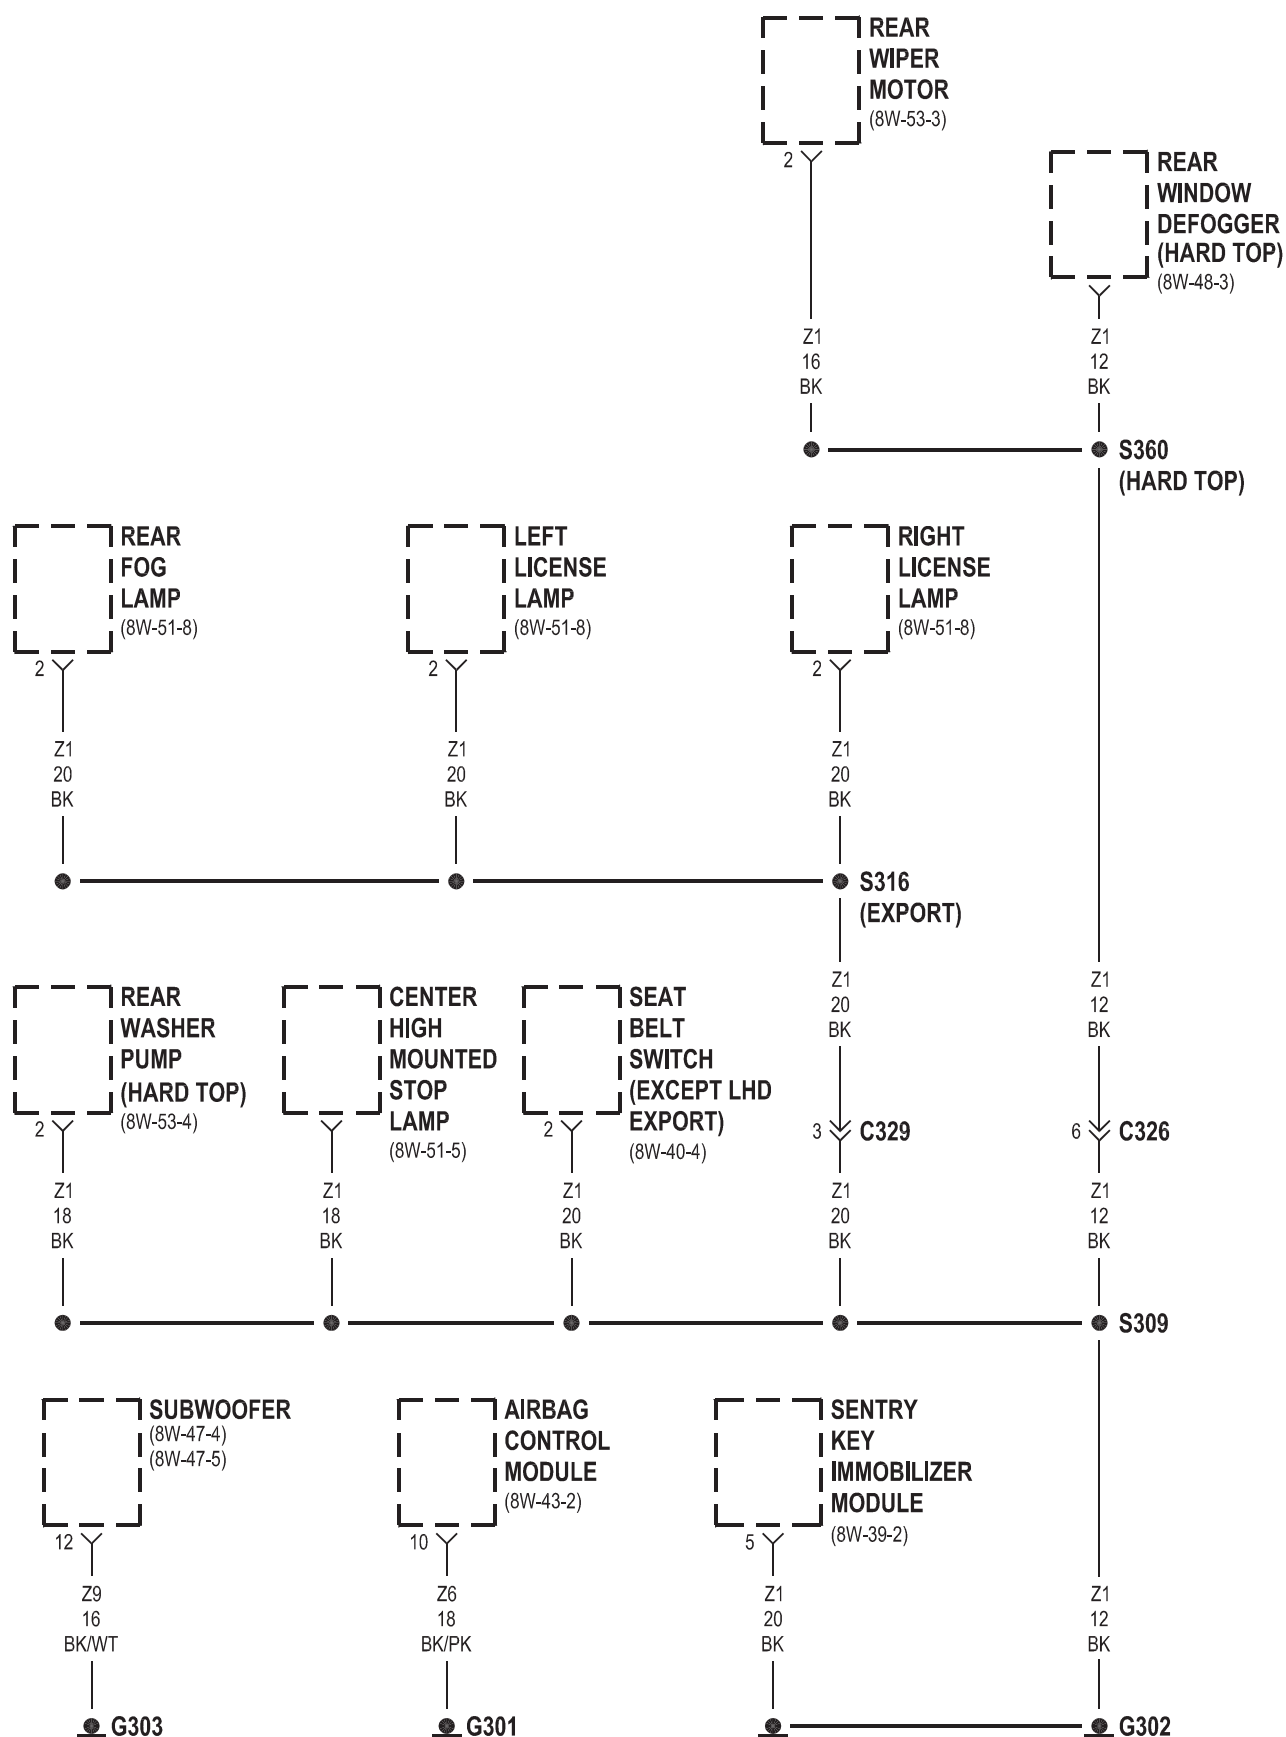 REAR
WIPER
MOTOR
(8W-53-3)
2
REAR
WINDOW
DEFOGGER
(HARD TOP)
(8W-48-3)
Z1
16
BK
Z1
12
BK
S360
(HARD TOP)
REAR
FOG
LAMP
(8W-51-8)
2
LEFT
LICENSE
LAMP
(8W-51-8)
2
RIGHT
LICENSE
LAMP
(8W-51-8)
2
Z1
20
BK
Z1
20
BK
Z1
20
BK
S316
(EXPORT)
Z1
20
BK
Z1
12
BK
REAR
WASHER
PUMP
(HARD TOP)
(8W-53-4)
2
CENTER
HIGH
MOUNTED
STOP
LAMP
(8W-51-5)
SEAT
BELT
SWITCH
(EXCEPT LHD
EXPORT)
(8W-40-4)
2
3
C329
6
C326
Z1
18
BK
Z1
18
BK
Z1
20
BK
Z1
20
BK
Z1
12
BK
S309
SUBWOOFER
(8W-47-4)
(8W-47-5)
12
AIRBAG
CONTROL
MODULE
(8W-43-2)
10
SENTRY
KEY
IMMOBILIZER
MODULE
(8W-39-2)
5
Z9
16
BK/WT
Z6
18
BK/PK
Z1
20
BK
Z1
12
BK
G303
G301
G302